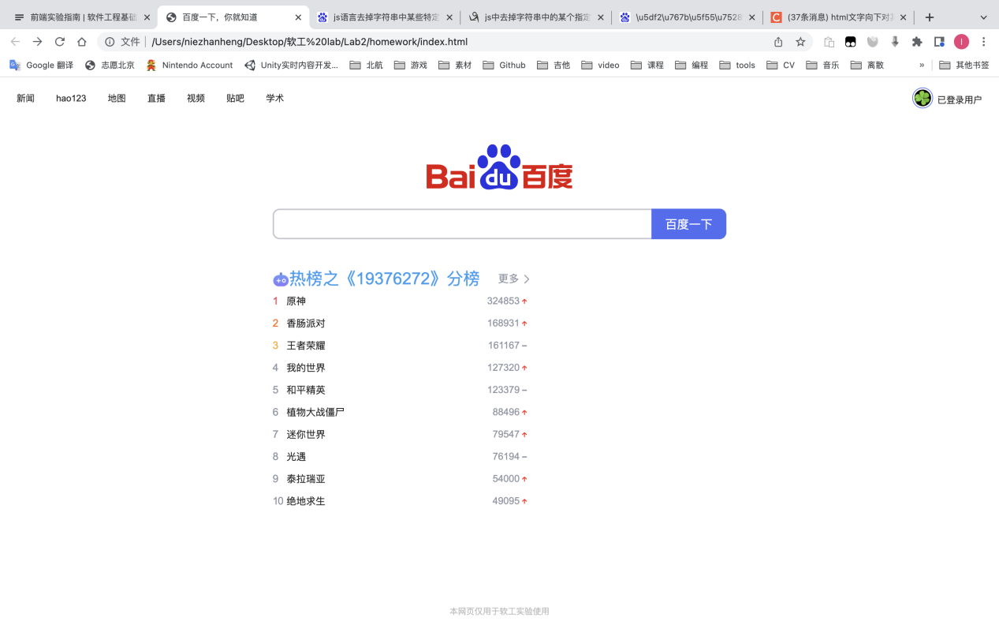 前端实验指南 | 软件工程基础
百度一下，你就知道
js语言去掉字符串中某些特定
js中去掉字符串中的某个指定
\u5df2\u767b\u5f55\u7528
(37条消息) html文字向下对
文件 | /Users/niezhanheng/Desktop/软工%20lab/Lab2/homework/index.html
Google 翻译 志愿北京 Nintendo Account Unity实时内容开发... 北航 游戏 素材 Github 吉他 video 课程 编程 tools CV 音乐 离散 » 其他书签
新闻 hao123 地图 直播 视频 贴吧 学术 已登录用户
Bai du 百度
百度一下
热榜之《19376272》分榜 更多
1 原神 324853
2 香肠派对 168931
3 王者荣耀 161167
4 我的世界 127320
5 和平精英 123379
6 植物大战僵尸 88496
7 迷你世界 79547
8 光遇 76194
9 泰拉瑞亚 54000
10 绝地求生 49095
本网页仅用于软工实验使用